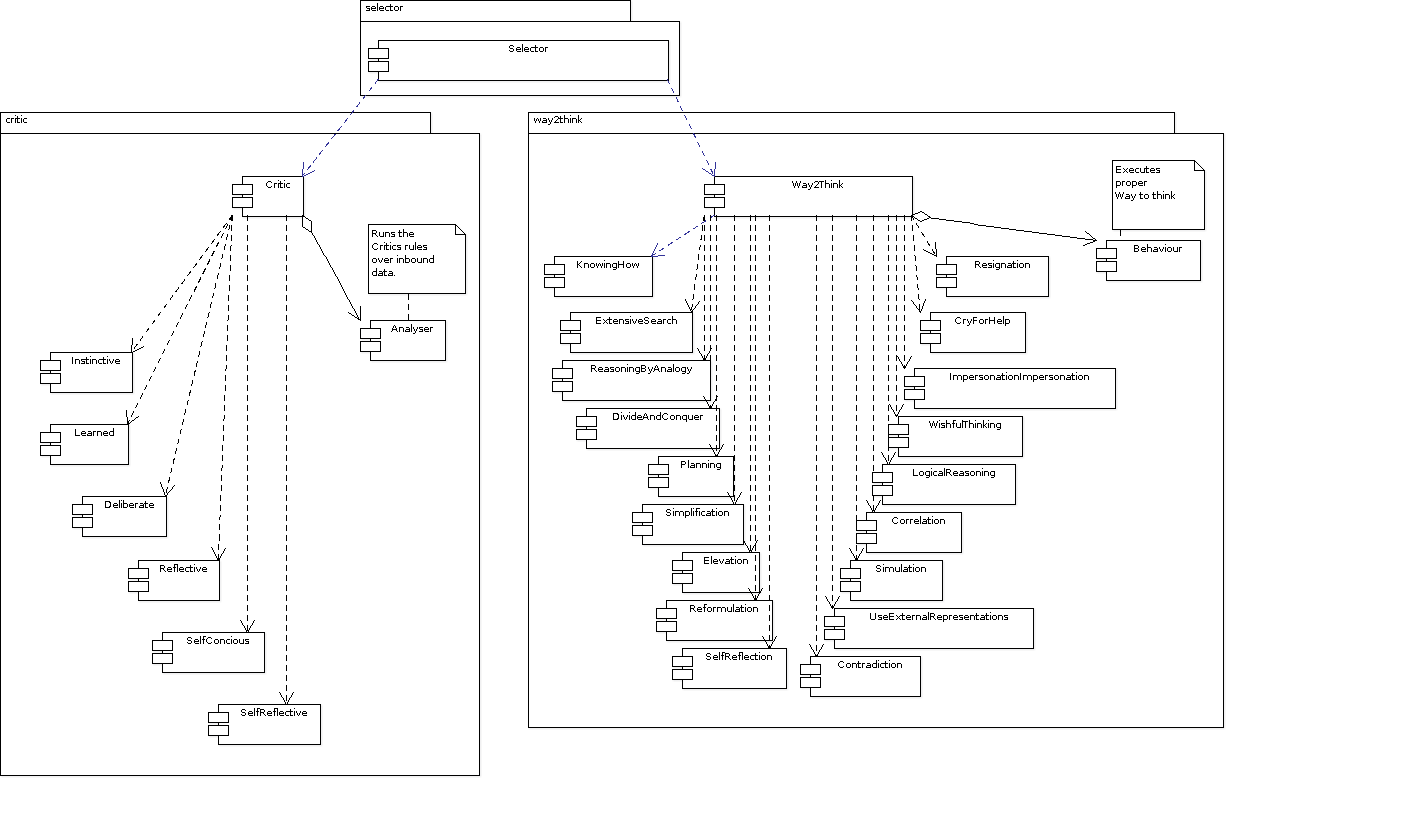 selector
Selector
critic
way2think
Critic
Way2Think
Executes
proper
Way to think
Runs the
Critics rules
over inbound
data.
Behaviour
KnowingHow
Resignation
ExtensiveSearch
CryForHelp
Analyser
Instinctive
ReasoningByAnalogy
ImpersonationImpersonation
DivideAndConquer
WishfulThinking
Learned
Planning
LogicalReasoning
Deliberate
Simplification
Correlation
Elevation
Reflective
Simulation
Reformulation
UseExternalRepresentations
SelfConcious
SelfReflection
Contradiction
SelfReflective